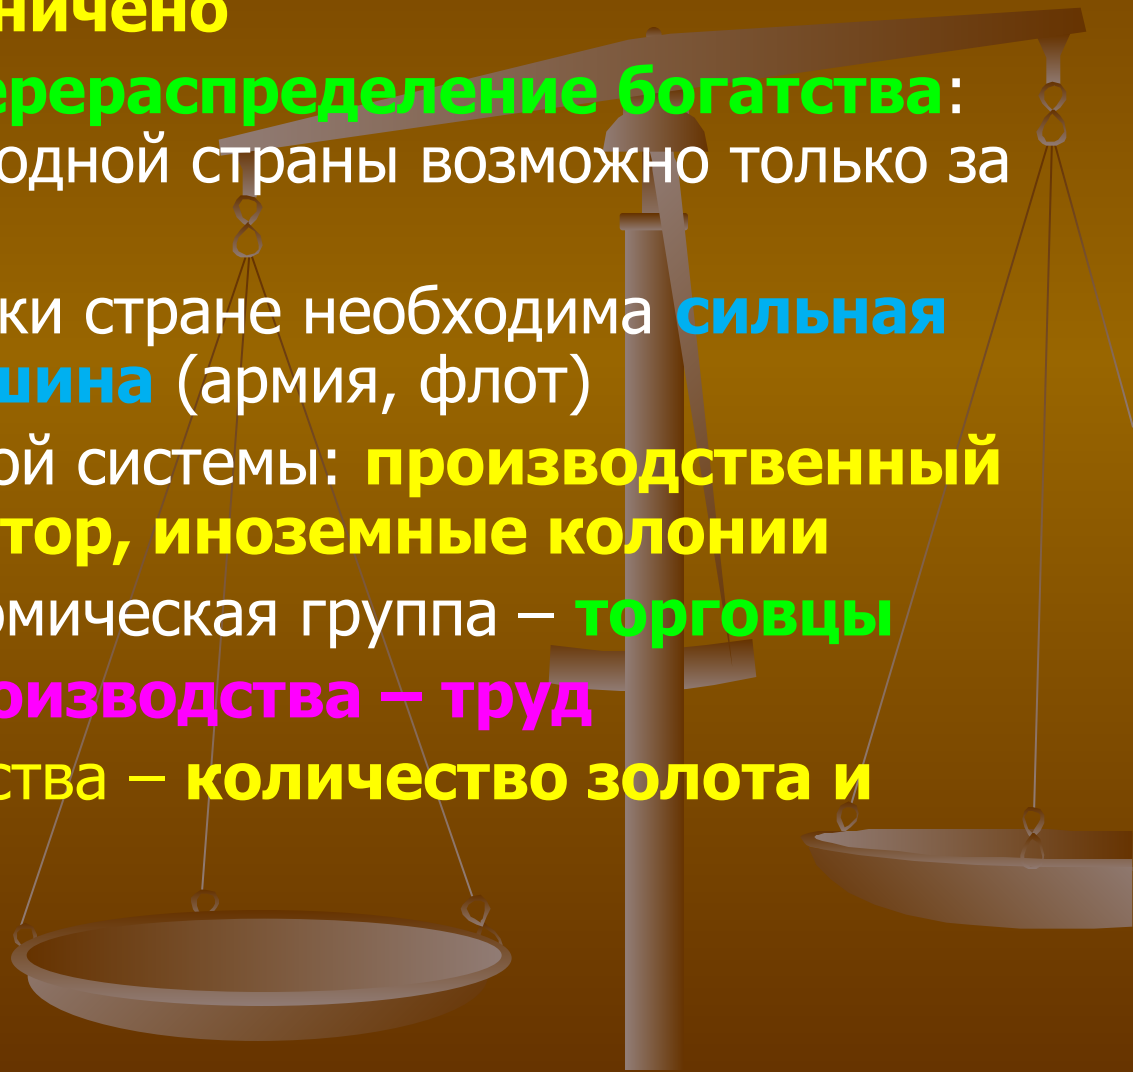 ничено
ерераспределение богатства:
одной страны возможно только за
ки стране необходима сильная
шина (армия, флот)
ой системы: производственный
тор, иноземные колонии
омическая группа – торговцы
оизводства – труд
ства – количество золота и